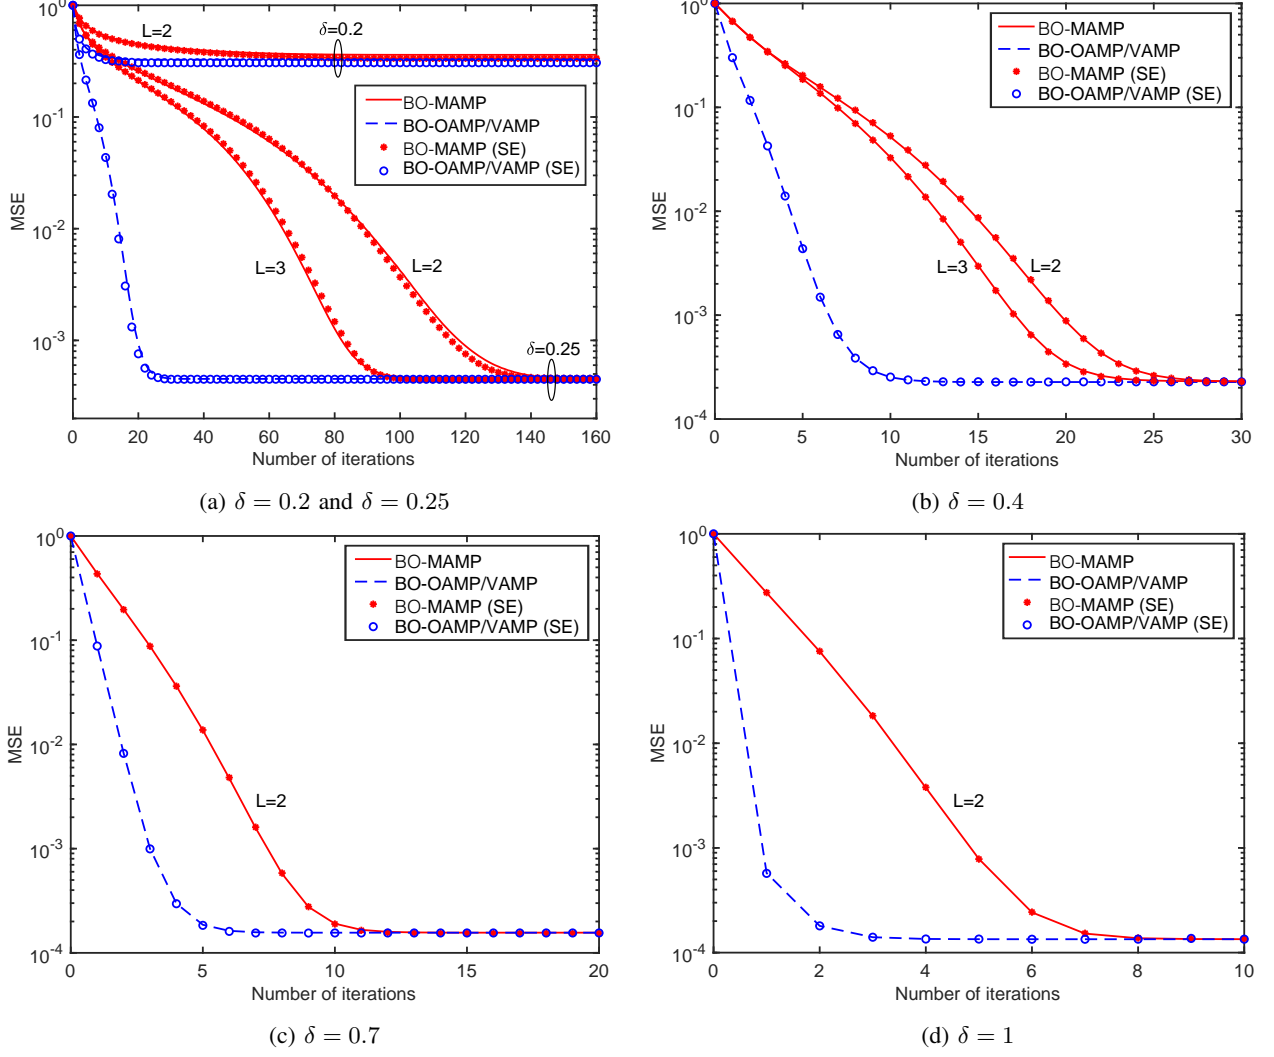 10^0
10^-1
10^-2
10^-3
MSE
0 20 40 60 80 100 120 140 160
Number of iterations
L=2
δ=0.2
BO-MAMP
BO-OAMP/VAMP
BO-MAMP (SE)
BO-OAMP/VAMP (SE)
L=3
L=2
δ=0.25
(a) δ = 0.2 and δ = 0.25
10^0
10^-1
10^-2
10^-3
10^-4
MSE
0 5 10 15 20 25 30
Number of iterations
BO-MAMP
BO-OAMP/VAMP
BO-MAMP (SE)
BO-OAMP/VAMP (SE)
L=3
L=2
(b) δ = 0.4
10^0
10^-1
10^-2
10^-3
10^-4
MSE
0 5 10 15 20
Number of iterations
BO-MAMP
BO-OAMP/VAMP
BO-MAMP (SE)
BO-OAMP/VAMP (SE)
L=2
(c) δ = 0.7
10^0
10^-1
10^-2
10^-3
10^-4
MSE
0 2 4 6 8 10
Number of iterations
BO-MAMP
BO-OAMP/VAMP
BO-MAMP (SE)
BO-OAMP/VAMP (SE)
L=2
(d) δ = 1